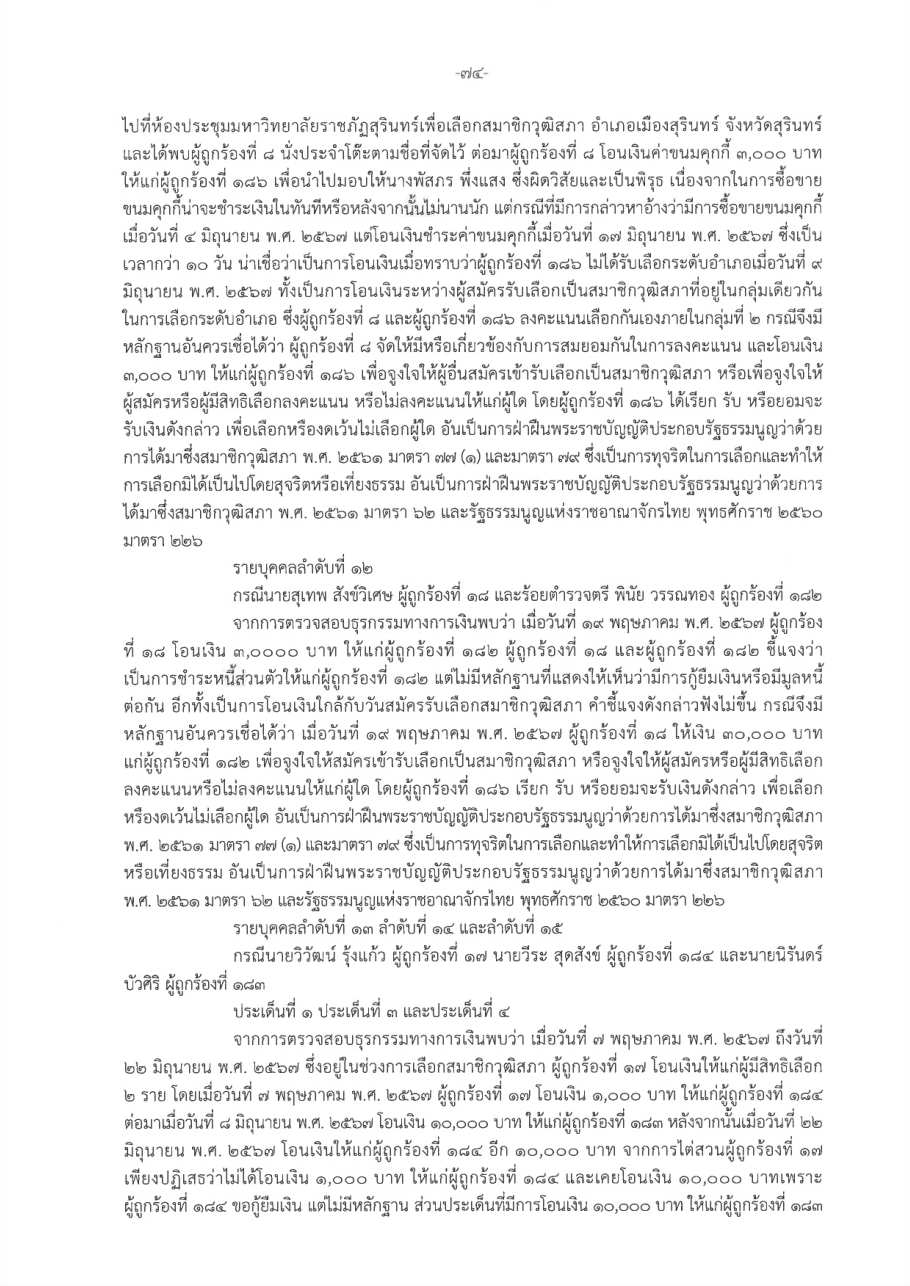 -๗๔-
ไปที่ห้องประชุมมหาวิทยาลัยราชภัฏสุรินทร์เพื่อเลือกสมาชิกวุฒิสภา อำเภอเมืองสุรินทร์ จังหวัดสุรินทร์
และได้พบผู้ถูกร้องที่ ๘ นั่งประจำโต๊ะตามชื่อที่จัดไว้ ต่อมาผู้ถูกร้องที่ ๘ โอนเงินค่าขนมคุกกี้ ๓,๐๐๐ บาท
ให้แก่ผู้ถูกร้องที่ ๑๘๖ เพื่อนำไปมอบให้นางพัสภร พึ่งแสง ซึ่งผิดวิสัยและเป็นพิรุธ เนื่องจากในการซื้อขาย
ขนมคุกกี้น่าจะชำระเงินในทันทีหรือหลังจากนั้นไม่นานนัก แต่กรณีที่มีการกล่าวหาอ้างว่ามีการซื้อขายขนมคุกกี้
เมื่อวันที่ ๔ มิถุนายน พ.ศ. ๒๕๖๗ แต่โอนเงินชำระค่าขนมคุกกี้เมื่อวันที่ ๑๗ มิถุนายน พ.ศ. ๒๕๖๗ ซึ่งเป็น
เวลากว่า ๑๐ วัน น่าเชื่อว่าเป็นการโอนเงินเมื่อทราบว่าผู้ถูกร้องที่ ๑๘๖ ไม่ได้รับเลือกระดับอำเภอเมื่อวันที่ ๙
มิถุนายน พ.ศ. ๒๕๖๗ ทั้งเป็นการโอนเงินระหว่างผู้สมัครรับเลือกเป็นสมาชิกวุฒิสภาที่อยู่ในกลุ่มเดียวกัน
ในการเลือกระดับอำเภอ ซึ่งผู้ถูกร้องที่ ๘ และผู้ถูกร้องที่ ๑๘๖ ลงคะแนนเลือกกันเองภายในกลุ่มที่ ๒ กรณีจึงมี
หลักฐานอันควรเชื่อได้ว่า ผู้ถูกร้องที่ ๘ จัดให้มีหรือเกี่ยวข้องกับการสมยอมกันในการลงคะแนน และโอนเงิน
๓,๐๐๐ บาท ให้แก่ผู้ถูกร้องที่ ๑๘๖ เพื่อจูงใจให้ผู้อื่นสมัครเข้ารับเลือกเป็นสมาชิกวุฒิสภา หรือเพื่อจูงใจให้
ผู้สมัครหรือผู้มีสิทธิเลือกลงคะแนน หรือไม่ลงคะแนนให้แก่ผู้ใด โดยผู้ถูกร้องที่ ๑๘๖ ได้เรียก รับ หรือยอมจะ
รับเงินดังกล่าว เพื่อเลือกหรืองดเว้นไม่เลือกผู้ใด อันเป็นการฝ่าฝืนพระราชบัญญัติประกอบรัฐธรรมนูญว่าด้วย
การได้มาซึ่งสมาชิกวุฒิสภา พ.ศ. ๒๕๖๑ มาตรา ๗๗ (๑) และมาตรา ๗๙ ซึ่งเป็นการทุจริตในการเลือกและทำให้
การเลือกมิได้เป็นไปโดยสุจริตหรือเที่ยงธรรม อันเป็นการฝ่าฝืนพระราชบัญญัติประกอบรัฐธรรมนูญว่าด้วยการ
ได้มาซึ่งสมาชิกวุฒิสภา พ.ศ. ๒๕๖๑ มาตรา ๖๒ และรัฐธรรมนูญแห่งราชอาณาจักรไทย พุทธศักราช ๒๕๖๐
มาตรา ๒๒๖
รายบุคคลลำดับที่ ๑๒
กรณีนายสุเทพ สังข์วิเศษ ผู้ถูกร้องที่ ๑๘ และร้อยตำรวจตรี พินัย วรรณทอง ผู้ถูกร้องที่ ๑๘๒
จากการตรวจสอบธุรกรรมทางการเงินพบว่า เมื่อวันที่ ๑๙ พฤษภาคม พ.ศ. ๒๕๖๗ ผู้ถูกร้อง
ที่ ๑๘ โอนเงิน ๓,๐๐๐๐ บาท ให้แก่ผู้ถูกร้องที่ ๑๘๒ ผู้ถูกร้องที่ ๑๘ และผู้ถูกร้องที่ ๑๘๒ ชี้แจงว่า
เป็นการชำระหนี้ส่วนตัวให้แก่ผู้ถูกร้องที่ ๑๘๒ แต่ไม่มีหลักฐานที่แสดงให้เห็นว่ามีการกู้ยืมเงินหรือมีมูลหนี้
ต่อกัน อีกทั้งเป็นการโอนเงินใกล้กับวันสมัครรับเลือกสมาชิกวุฒิสภา คำชี้แจงดังกล่าวฟังไม่ขึ้น กรณีจึงมี
หลักฐานอันควรเชื่อได้ว่า เมื่อวันที่ ๑๙ พฤษภาคม พ.ศ. ๒๕๖๗ ผู้ถูกร้องที่ ๑๘ ให้เงิน ๓๐,๐๐๐ บาท
แก่ผู้ถูกร้องที่ ๑๘๒ เพื่อจูงใจให้สมัครเข้ารับเลือกเป็นสมาชิกวุฒิสภา หรือจูงใจให้ผู้สมัครหรือผู้มีสิทธิเลือก
ลงคะแนนหรือไม่ลงคะแนนให้แก่ผู้ใด โดยผู้ถูกร้องที่ ๑๘๖ เรียก รับ หรือยอมจะรับเงินดังกล่าว เพื่อเลือก
หรืองดเว้นไม่เลือกผู้ใด อันเป็นการฝ่าฝืนพระราชบัญญัติประกอบรัฐธรรมนูญว่าด้วยการได้มาซึ่งสมาชิกวุฒิสภา
พ.ศ. ๒๕๖๑ มาตรา ๗๗ (๑) และมาตรา ๗๙ ซึ่งเป็นการทุจริตในการเลือกและทำให้การเลือกมิได้เป็นไปโดยสุจริต
หรือเที่ยงธรรม อันเป็นการฝ่าฝืนพระราชบัญญัติประกอบรัฐธรรมนูญว่าด้วยการได้มาซึ่งสมาชิกวุฒิสภา
พ.ศ. ๒๕๖๑ มาตรา ๖๒ และรัฐธรรมนูญแห่งราชอาณาจักรไทย พุทธศักราช ๒๕๖๐ มาตรา ๒๒๖
รายบุคคลลำดับที่ ๑๓ ลำดับที่ ๑๔ และลำดับที่ ๑๕
กรณีนายวิวัฒน์ รุ้งแก้ว ผู้ถูกร้องที่ ๑๗ นายวีระ สุดสังข์ ผู้ถูกร้องที่ ๑๘๔ และนายนิรันดร์
บัวศิริ ผู้ถูกร้องที่ ๑๘๓
ประเด็นที่ ๑ ประเด็นที่ ๓ และประเด็นที่ ๔
จากการตรวจสอบธุรกรรมทางการเงินพบว่า เมื่อวันที่ ๗ พฤษภาคม พ.ศ. ๒๕๖๗ ถึงวันที่
๒๒ มิถุนายน พ.ศ. ๒๕๖๗ ซึ่งอยู่ในช่วงการเลือกสมาชิกวุฒิสภา ผู้ถูกร้องที่ ๑๗ โอนเงินให้แก่ผู้มีสิทธิเลือก
๒ ราย โดยเมื่อวันที่ ๗ พฤษภาคม พ.ศ. ๒๕๖๗ ผู้ถูกร้องที่ ๑๗ โอนเงิน ๑,๐๐๐ บาท ให้แก่ผู้ถูกร้องที่ ๑๘๔
ต่อมาเมื่อวันที่ ๘ มิถุนายน พ.ศ. ๒๕๖๗ โอนเงิน ๑๐,๐๐๐ บาท ให้แก่ผู้ถูกร้องที่ ๑๘๓ หลังจากนั้นเมื่อวันที่ ๒๒
มิถุนายน พ.ศ. ๒๕๖๗ โอนเงินให้แก่ผู้ถูกร้องที่ ๑๘๔ อีก ๑๐,๐๐๐ บาท จากการไต่สวนผู้ถูกร้องที่ ๑๗
เพียงปฏิเสธว่าไม่ได้โอนเงิน ๑,๐๐๐ บาท ให้แก่ผู้ถูกร้องที่ ๑๘๔ และเคยโอนเงิน ๑๐,๐๐๐ บาทเพราะ
ผู้ถูกร้องที่ ๑๘๔ ขอกู้ยืมเงิน แต่ไม่มีหลักฐาน ส่วนประเด็นที่มีการโอนเงิน ๑๐,๐๐๐ บาท ให้แก่ผู้ถูกร้องที่ ๑๘๓